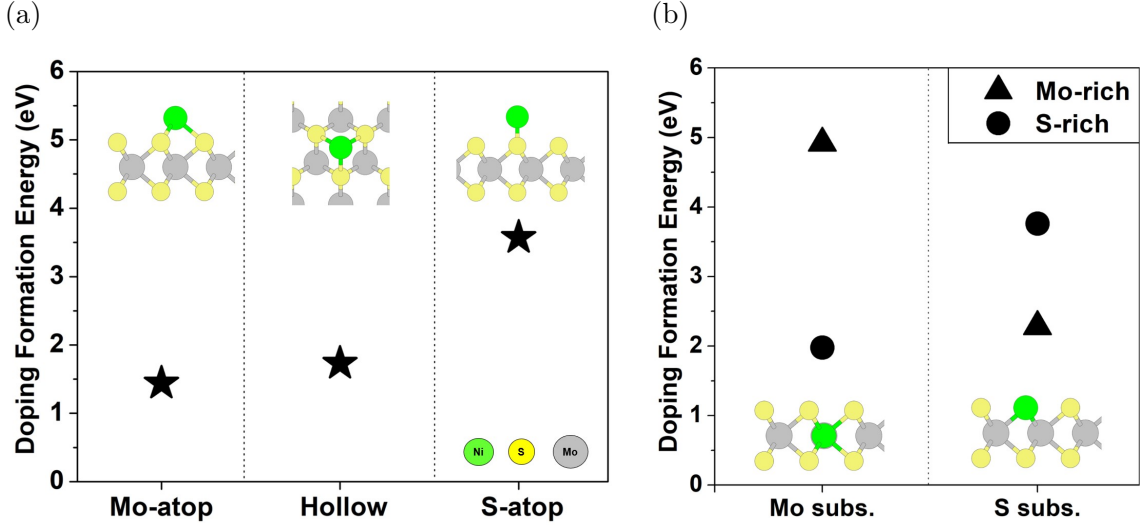 (a)
Doping Formation Energy (eV)
6
5
4
3
2
1
0
Ni
S
Mo
Mo-atop
Hollow
S-atop
(b)
Doping Formation Energy (eV)
6
5
4
3
2
1
0
Mo-rich
S-rich
Mo subs.
S subs.